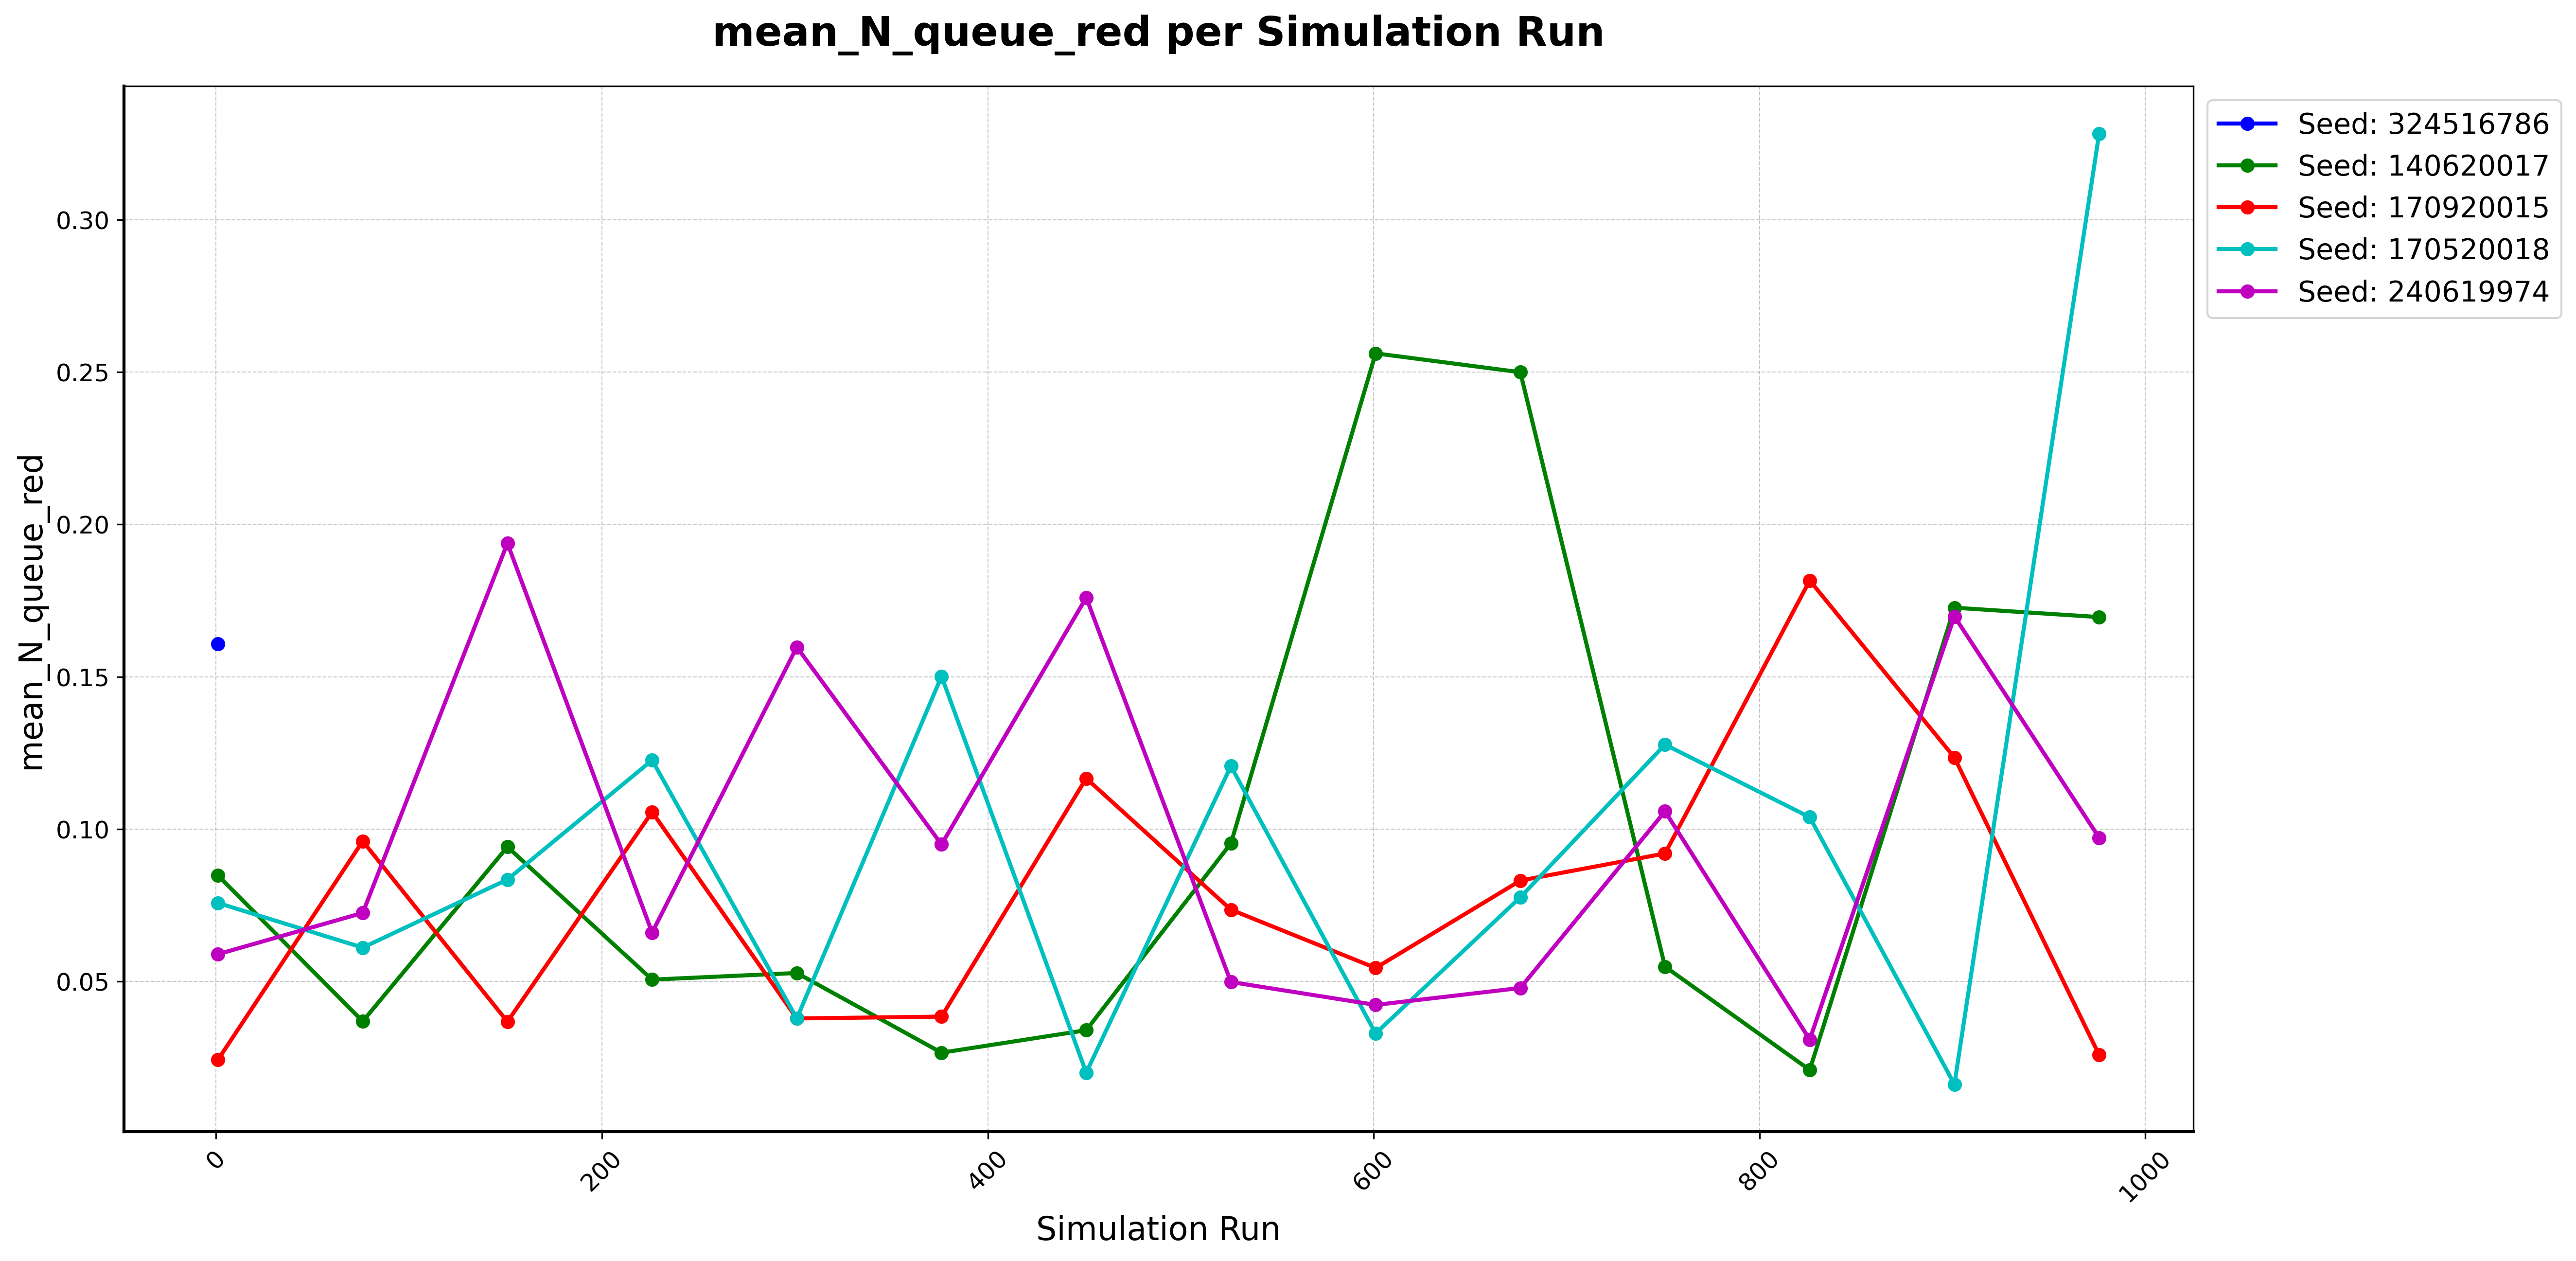 mean_N_queue_red per Simulation Run
Seed: 324516786
Seed: 140620017
Seed: 170920015
Seed: 170520018
Seed: 240619974
mean_N_queue_red
0.30
0.25
0.20
0.15
0.10
0.05
0
200
400
600
800
1000
Simulation Run